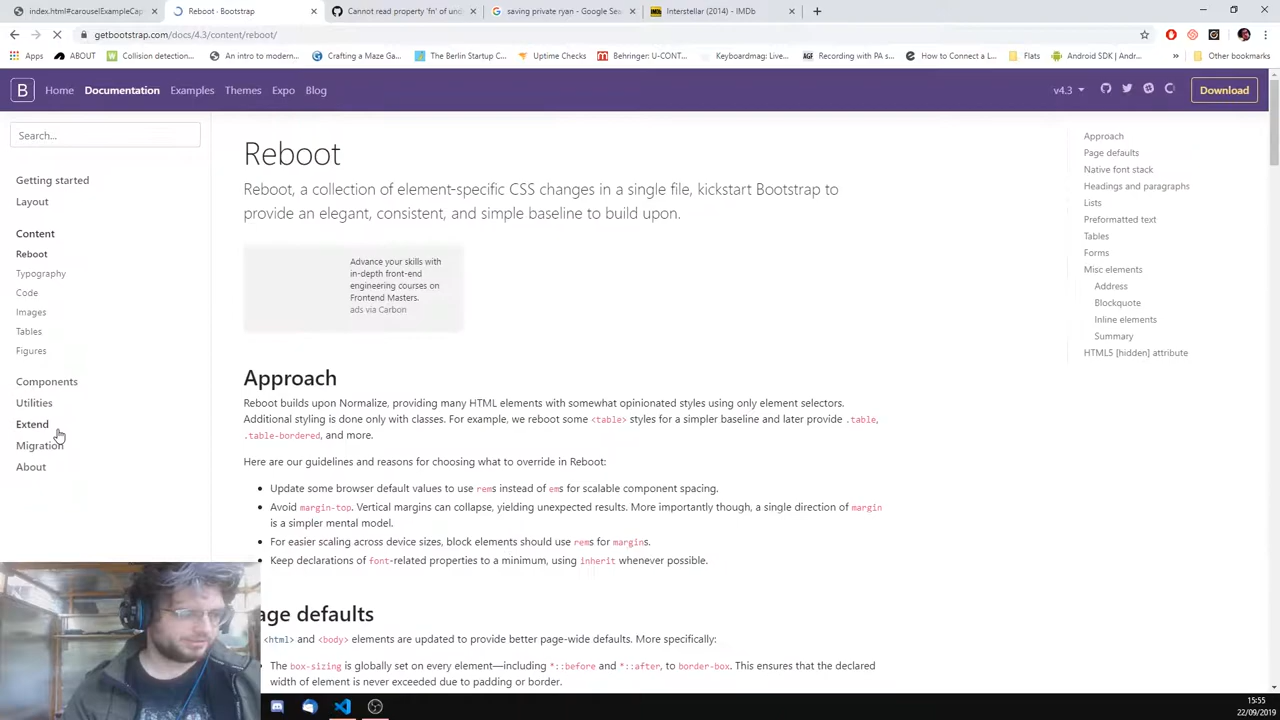 index.html#carouselExampleCap
Reboot · Bootstrap
Cannot read property 'fn' of und
saving private ryan - Google Sea
Interstellar (2014) - IMDb
getbootstrap.com/docs/4.3/content/reboot/
Apps
ABOUT
Collision detection...
An intro to modern...
Crafting a Maze Ga...
The Berlin Startup C...
Uptime Checks
Behringer: U-CONT...
Keyboardmag: Live...
Recording with PA s...
How to Connect a L...
Flats
Android SDK | Andr...
»
Other bookmarks
B
Home
Documentation
Examples
Themes
Expo
Blog
v4.3
Download
Search...
Getting started
Layout
Content
Reboot
Typography
Code
Images
Tables
Figures
Components
Utilities
Extend
Migration
About
Reboot
Reboot, a collection of element-specific CSS changes in a single file, kickstart Bootstrap to
provide an elegant, consistent, and simple baseline to build upon.
Advance your skills with
in-depth front-end
engineering courses on
Frontend Masters.
ads via Carbon
Approach
Reboot builds upon Normalize, providing many HTML elements with somewhat opinionated styles using only element selectors.
Additional styling is done only with classes. For example, we reboot some <table> styles for a simpler baseline and later provide .table,
.table-bordered, and more.
Here are our guidelines and reasons for choosing what to override in Reboot:
• Update some browser default values to use rems instead of ems for scalable component spacing.
• Avoid margin-top. Vertical margins can collapse, yielding unexpected results. More importantly though, a single direction of margin
is a simpler mental model.
• For easier scaling across device sizes, block elements should use rems for margins.
• Keep declarations of font-related properties to a minimum, using inherit whenever possible.
age defaults
<html> and <body> elements are updated to provide better page-wide defaults. More specifically:
The box-sizing is globally set on every element—including *::before and *::after, to border-box. This ensures that the declared
width of element is never exceeded due to padding or border.
Approach
Page defaults
Native font stack
Headings and paragraphs
Lists
Preformatted text
Tables
Forms
Misc elements
Address
Blockquote
Inline elements
Summary
HTML5 [hidden] attribute
15:55
22/09/2019